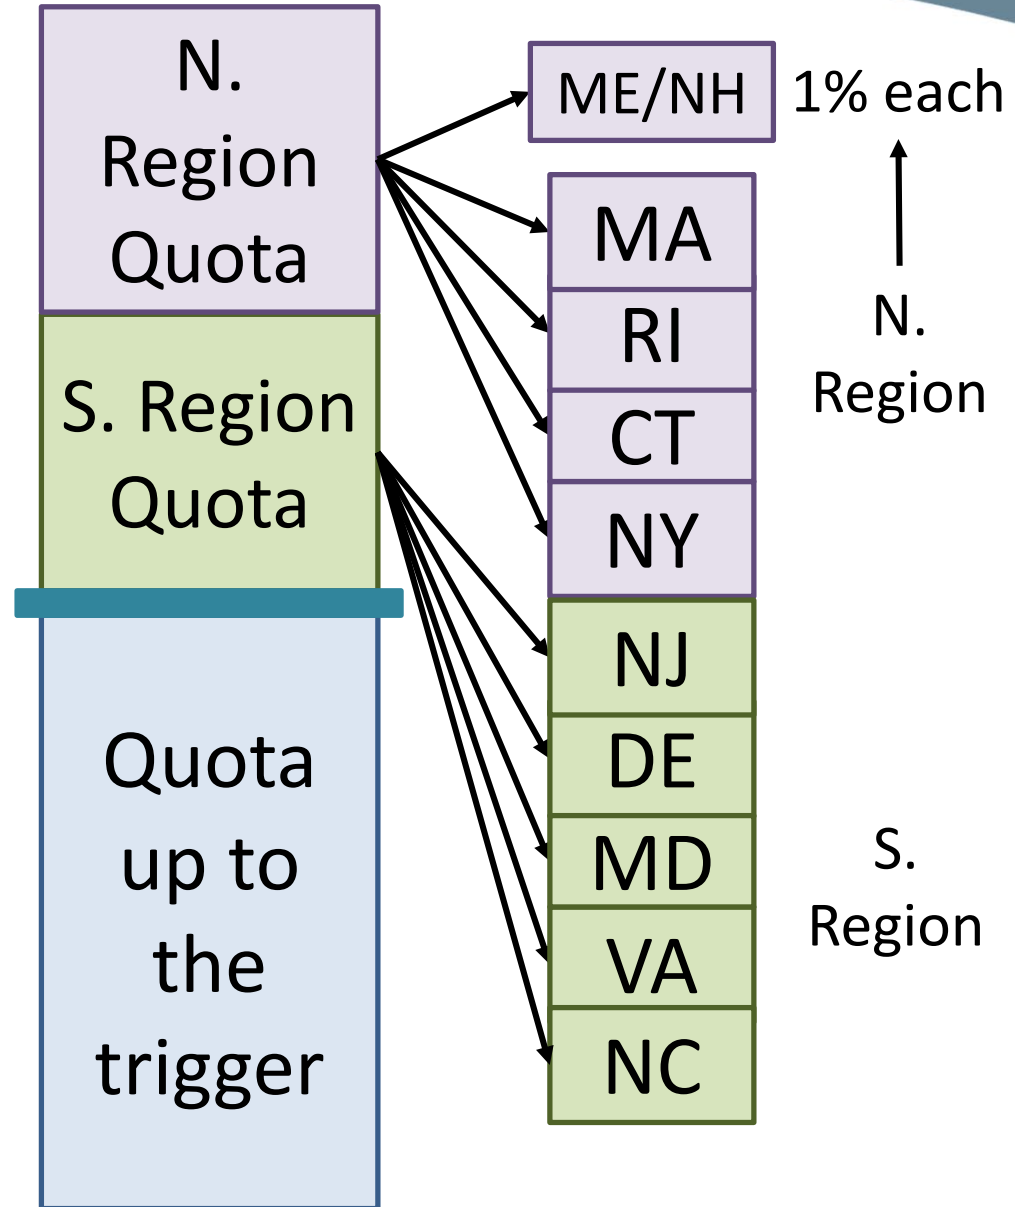 N.
Region
Quota
S. Region
Quota
Quota
up to
the
trigger
ME/NH
1% each
MA
RI
CT
NY
N.
Region
NJ
DE
MD
VA
NC
S.
Region